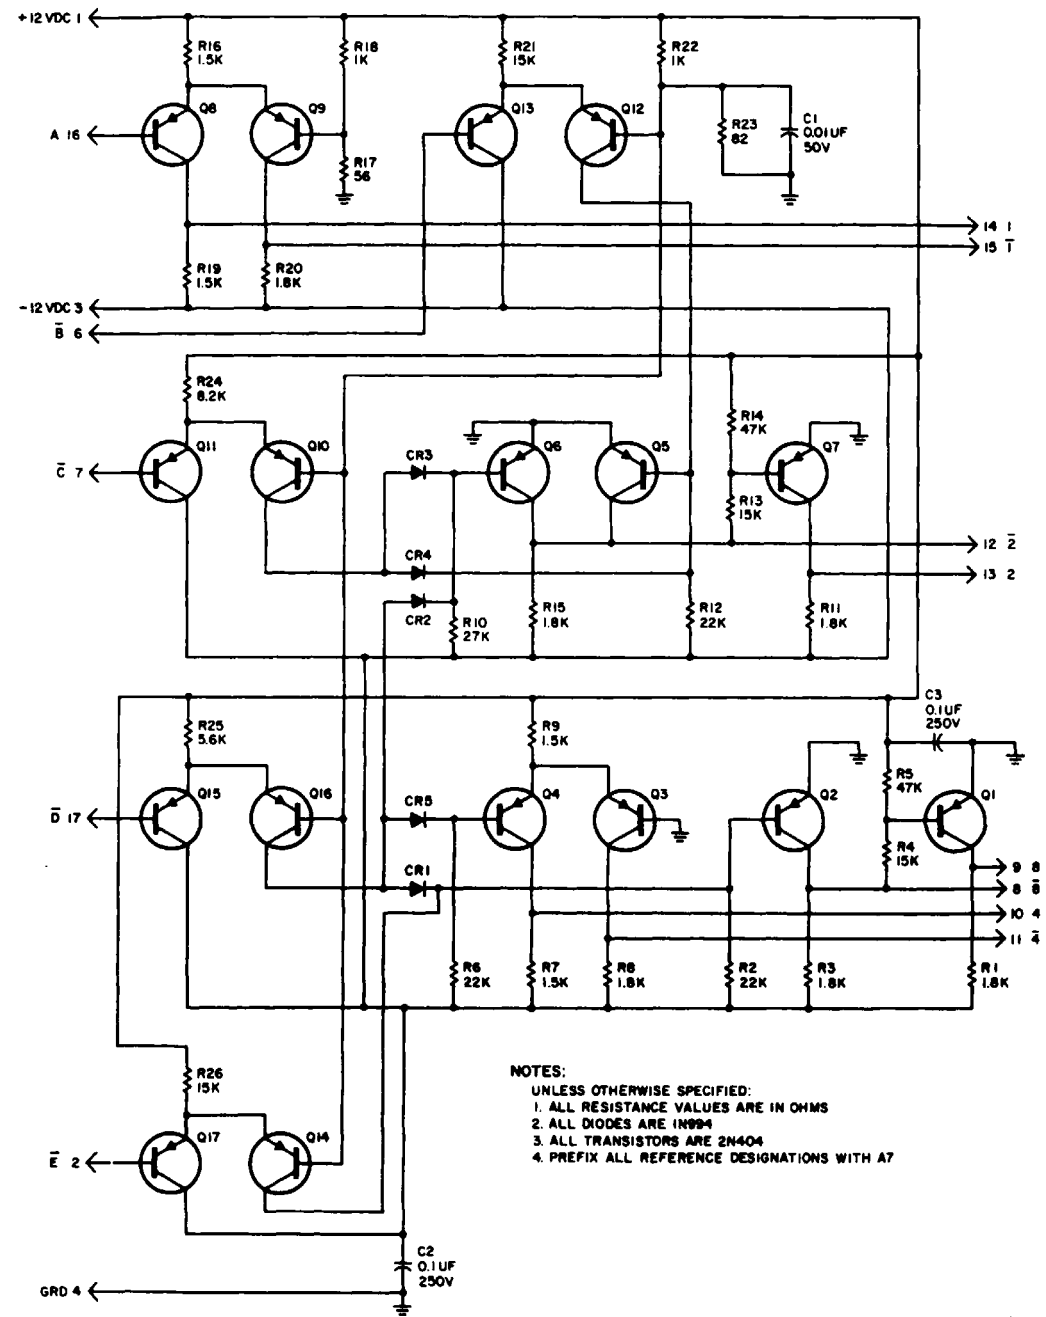 +12 VDC 1
R16
1.5K
R18
1K
R21
15K
R22
1K
Q8
Q9
Q13
Q12
A 16
R17
56
R23
82
C1
0.01UF
50V
14 1
15 1̅
R19
1.5K
R20
1.8K
-12 VDC 3
B̅ 6
R24
8.2K
R14
47K
Q11
Q10
CR3
Q6
Q5
Q7
C̅ 7
R13
15K
12 2̅
13 2
CR4
CR2
R10
27K
R15
1.8K
R12
22K
R11
1.8K
R25
5.6K
R9
1.5K
C3
0.1UF
250V
R5
47K
Q15
Q16
CR5
Q4
Q3
Q2
Q1
D̅ 17
R4
15K
CR1
9 8
8 8̅
10 4
11 4̅
R6
22K
R7
1.5K
R8
1.8K
R2
22K
R3
1.8K
R1
1.8K
R26
15K
Q17
Q14
E̅ 2
NOTES:
UNLESS OTHERWISE SPECIFIED:
1. ALL RESISTANCE VALUES ARE IN OHMS
2. ALL DIODES ARE 1N994
3. ALL TRANSISTORS ARE 2N404
4. PREFIX ALL REFERENCE DESIGNATIONS WITH A7
C2
0.1UF
250V
GRD 4